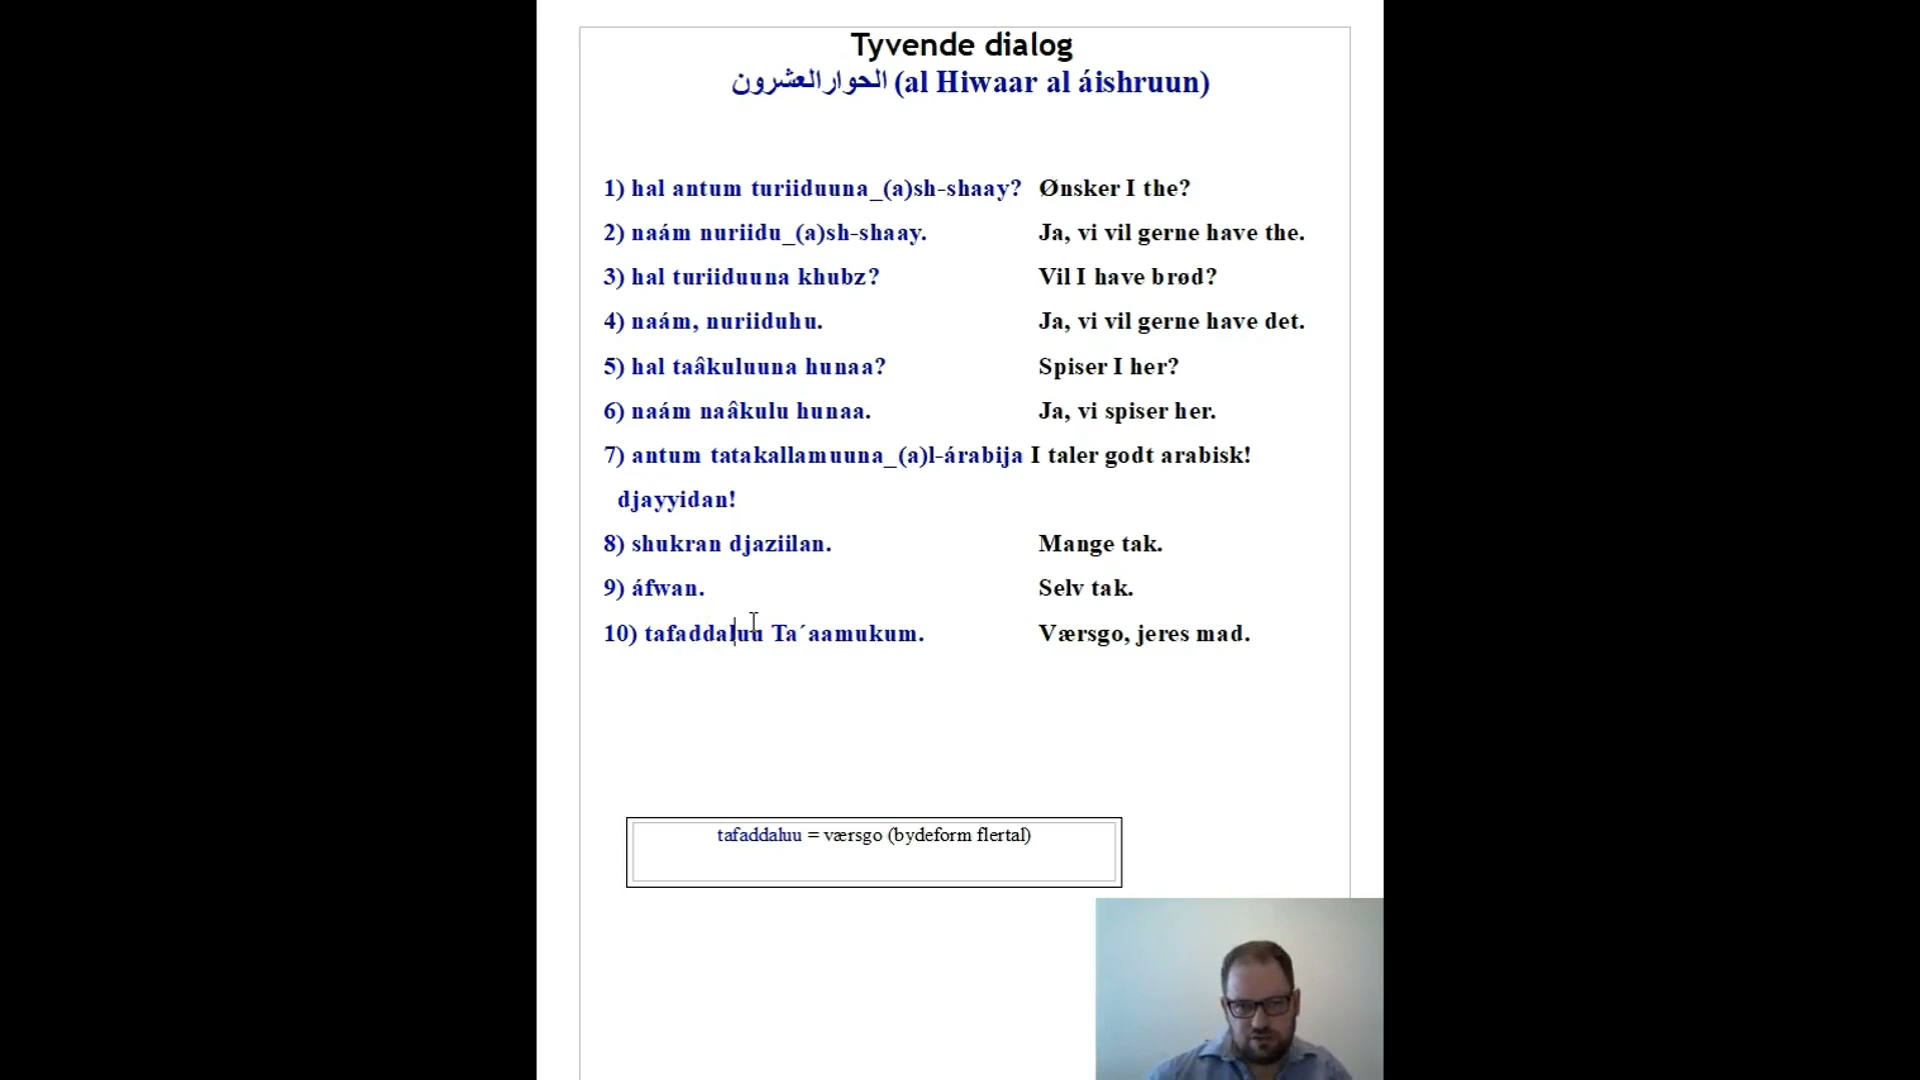 Tyvende dialog
الحوار العشرون (al Hiwaar al áishruun)
1) hal antum turiiduuna_(a)sh-shaay? Ønsker I the?
2) naám nuriidu_(a)sh-shaay. Ja, vi vil gerne have the.
3) hal turiiduuna khubz? Vil I have brød?
4) naám, nuriiduhu. Ja, vi vil gerne have det.
5) hal taâkuluuna hunaa? Spiser I her?
6) naám naâkulu hunaa. Ja, vi spiser her.
7) antum tatakallamuuna_(a)l-árabija I taler godt arabisk!
djayyidan!
8) shukran djaziilan. Mange tak.
9) áfwan. Selv tak.
10) tafaddaluu Ta´aamukum. Værsgo, jeres mad.
tafaddaluu = værsgo (bydeform flertal)